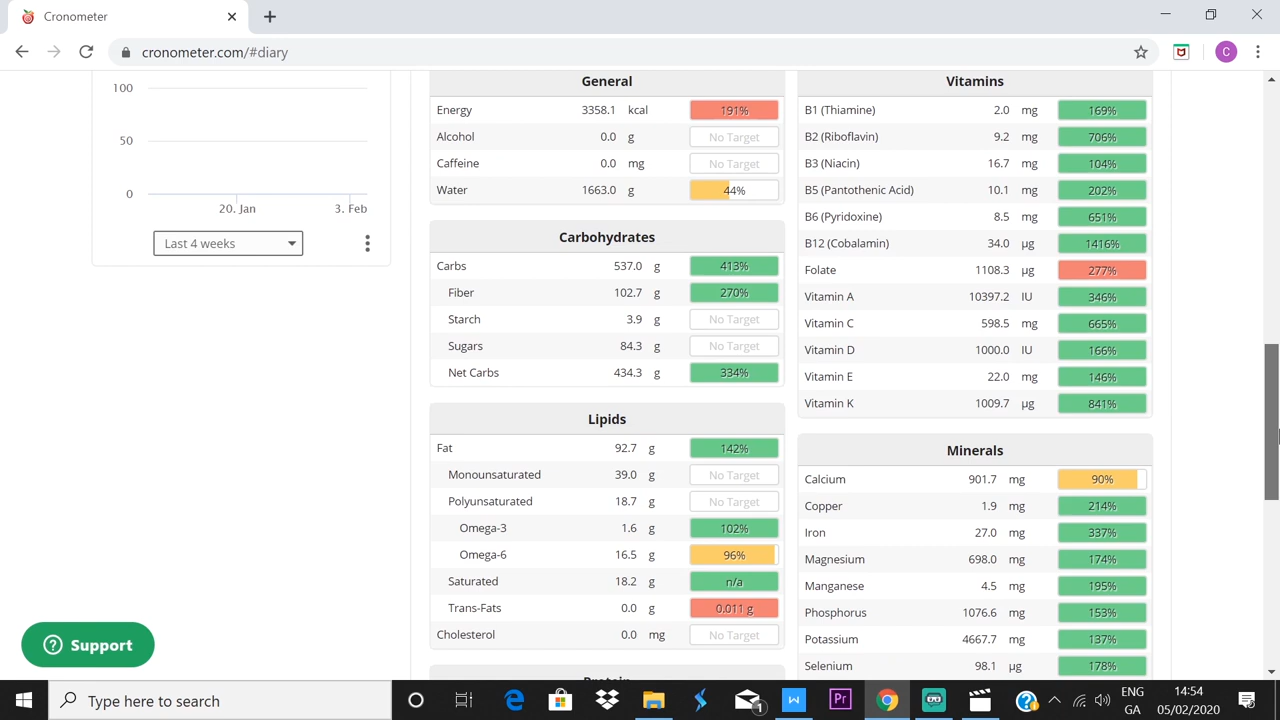 Cronometer
cronometer.com/#diary
C
100
50
0
20. Jan 3. Feb
Last 4 weeks
General
Energy 3358.1 kcal 191%
Alcohol 0.0 g No Target
Caffeine 0.0 mg No Target
Water 1663.0 g 44%
Carbohydrates
Carbs 537.0 g 413%
Fiber 102.7 g 270%
Starch 3.9 g No Target
Sugars 84.3 g No Target
Net Carbs 434.3 g 334%
Lipids
Fat 92.7 g 142%
Monounsaturated 39.0 g No Target
Polyunsaturated 18.7 g No Target
Omega-3 1.6 g 102%
Omega-6 16.5 g 96%
Saturated 18.2 g n/a
Trans-Fats 0.0 g 0.011 g
Cholesterol 0.0 mg No Target
Protein
Vitamins
B1 (Thiamine) 2.0 mg 169%
B2 (Riboflavin) 9.2 mg 706%
B3 (Niacin) 16.7 mg 104%
B5 (Pantothenic Acid) 10.1 mg 202%
B6 (Pyridoxine) 8.5 mg 651%
B12 (Cobalamin) 34.0 µg 1416%
Folate 1108.3 µg 277%
Vitamin A 10397.2 IU 346%
Vitamin C 598.5 mg 665%
Vitamin D 1000.0 IU 166%
Vitamin E 22.0 mg 146%
Vitamin K 1009.7 µg 841%
Minerals
Calcium 901.7 mg 90%
Copper 1.9 mg 214%
Iron 27.0 mg 337%
Magnesium 698.0 mg 174%
Manganese 4.5 mg 195%
Phosphorus 1076.6 mg 153%
Potassium 4667.7 mg 137%
Selenium 98.1 µg 178%
Support
Type here to search
1
W
Pr
ENG
GA
14:54
05/02/2020